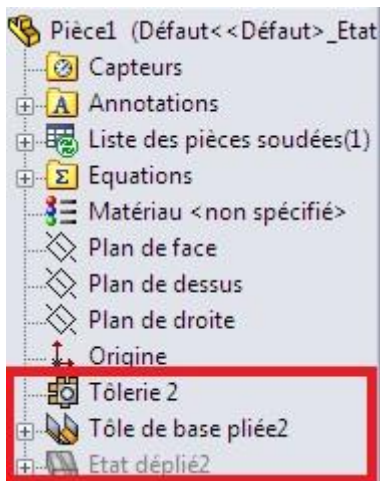 Pièce1 (Défaut<<Défaut>_Etat
Capteurs
A Annotations
Liste des pièces soudées(1)
Σ Equations
Matériau <non spécifié>
Plan de face
Plan de dessus
Plan de droite
Origine
Tôlerie 2
Tôle de base pliée2
Etat déplié2